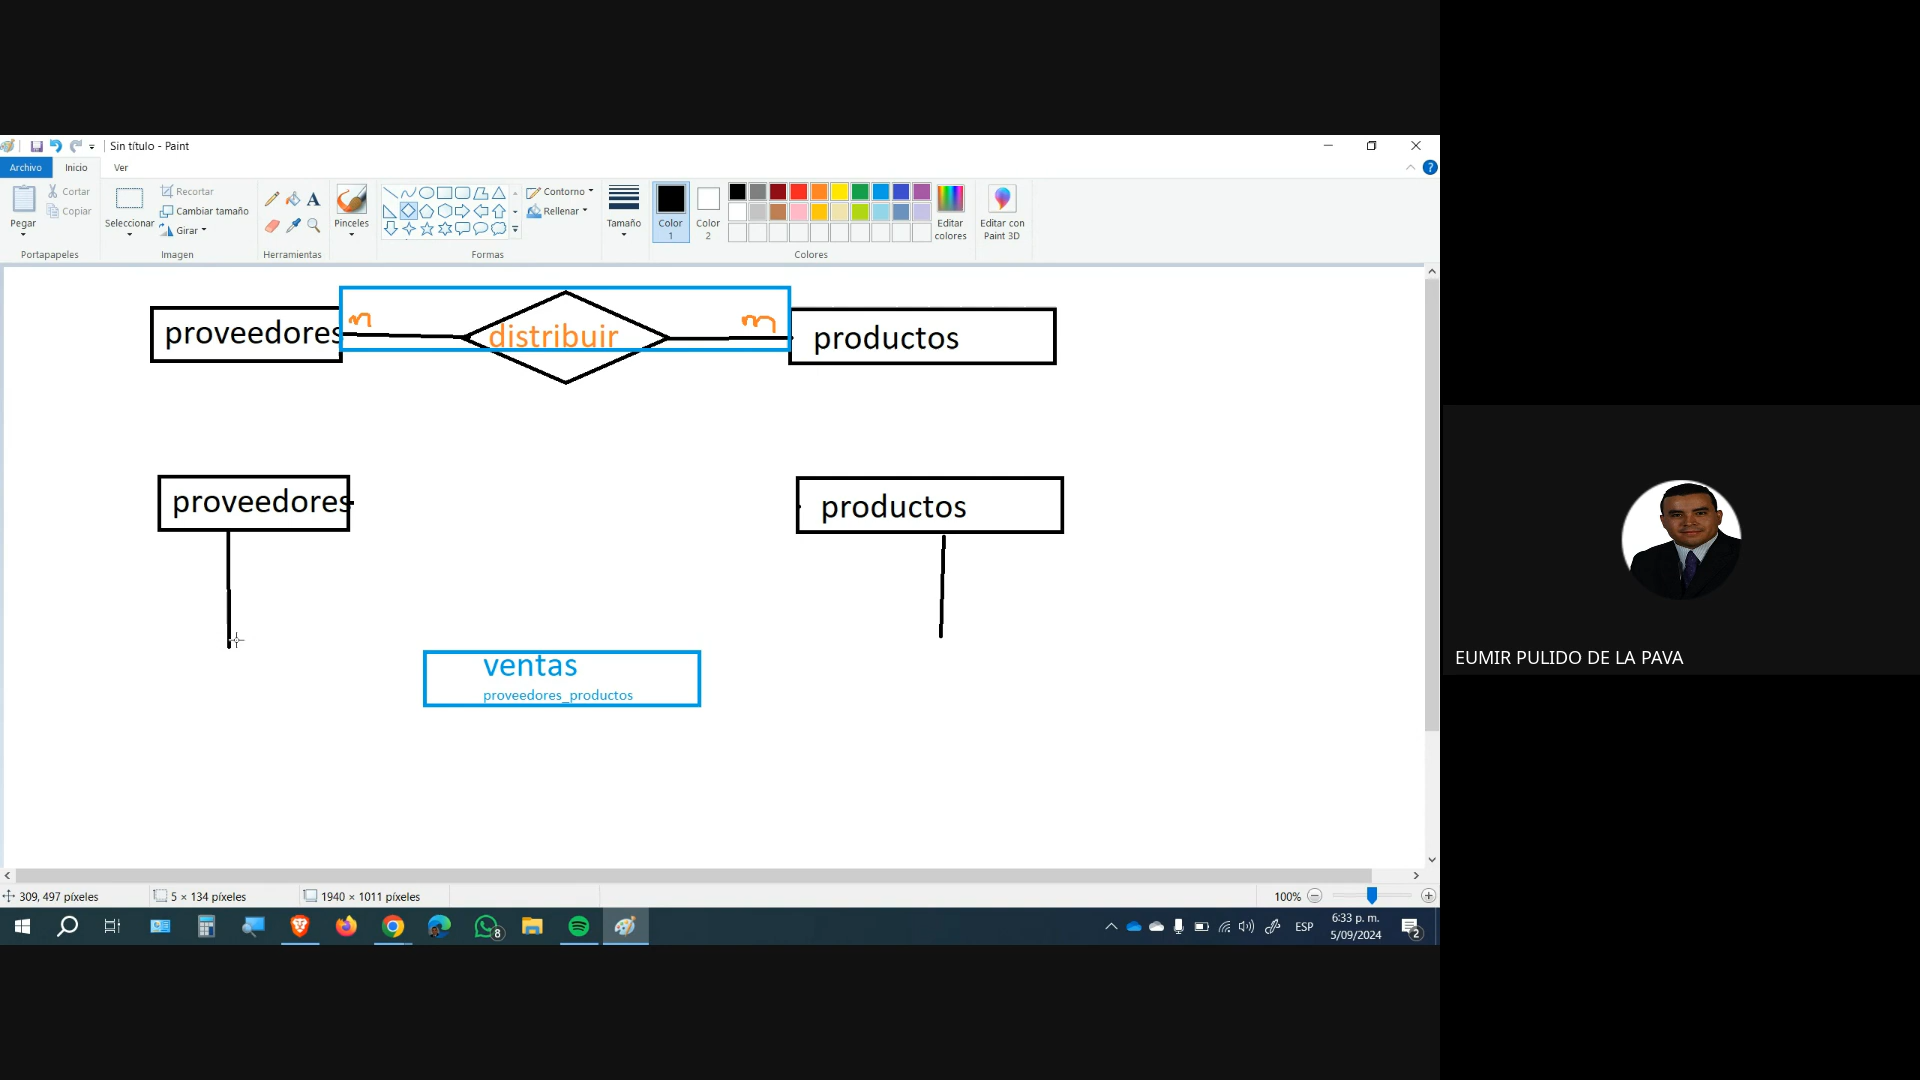 Sin título - Paint
Archivo
Inicio
Ver
Pegar
Cortar
Copiar
Portapapeles
Seleccionar
Recortar
Cambiar tamaño
Girar
Imagen
Herramientas
Pinceles
Formas
Contorno
Rellenar
Tamaño
Color
1
Color
2
Editar
colores
Colores
Editar con
Paint 3D
proveedores
n
distribuir
m
productos
proveedores
productos
ventas
proveedores_productos
EUMIR PULIDO DE LA PAVA
309, 497 píxeles
5 × 134 píxeles
1940 × 1011 píxeles
100%
8
ESP
6:33 p. m.
5/09/2024
2